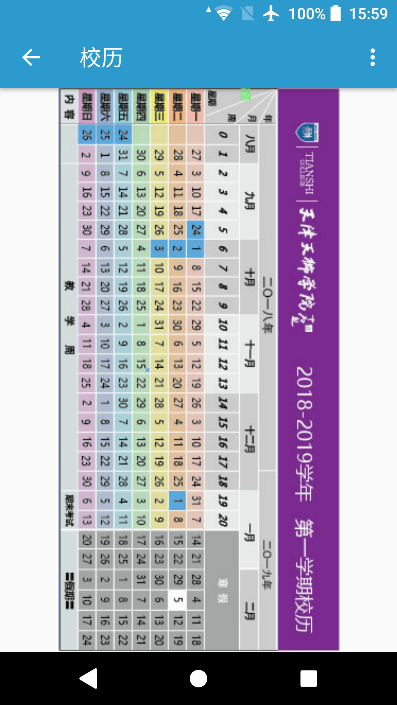 100% 15:59
校历
TIANSHI
COLLEGE
天津天狮学院 2018-2019学年 第一学期校历
年 二〇一八年 二〇一九年
月 八月 九月 十月 十一月 十二月 一月 二月
周 0 1 2 3 4 5 6 7 8 9 10 11 12 13 14 15 16 17 18 19 20 寒假
星期
星期一 27 3 10 17 24 1 8 15 22 29 5 12 19 26 3 10 17 24 31 7 14 21 28 4 11 18
星期二 28 4 11 18 25 2 9 16 23 30 6 13 20 27 4 11 18 25 1 8 15 22 29 5 12 19
星期三 29 5 12 19 26 3 10 17 24 31 7 14 21 28 5 12 19 26 2 9 16 23 30 6 13 20
星期四 30 6 13 20 27 4 11 18 25 1 8 15 22 29 6 13 20 27 3 10 17 24 31 7 14 21
星期五 24 31 7 14 21 28 5 12 19 26 2 9 16 23 30 7 14 21 28 4 11 18 25 1 8 15 22
星期六 25 1 8 15 22 29 6 13 20 27 3 10 17 24 1 8 15 22 29 5 12 19 26 2 9 16 23
星期日 26 2 9 16 23 30 7 14 21 28 4 11 18 25 2 9 16 23 30 6 13 20 27 3 10 17 24
内容 教学周 期末考试 〓假期〓